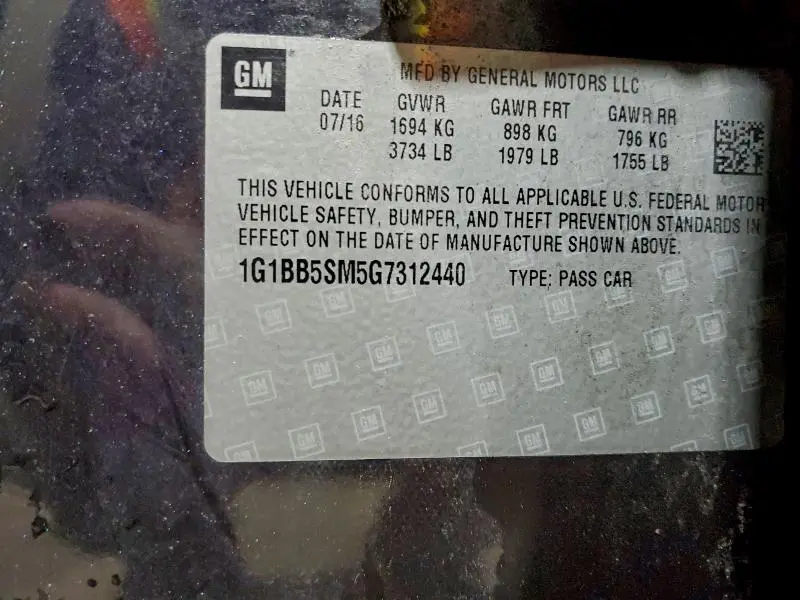 GM
MFD BY GENERAL MOTORS LLC
DATE GVWR GAWR FRT GAWR RR
07/16 1694 KG 898 KG 796 KG
3734 LB 1979 LB 1755 LB
THIS VEHICLE CONFORMS TO ALL APPLICABLE U.S. FEDERAL MOTOR
VEHICLE SAFETY, BUMPER, AND THEFT PREVENTION STANDARDS IN
EFFECT ON THE DATE OF MANUFACTURE SHOWN ABOVE.
1G1BB5SM5G7312440 TYPE: PASS CAR